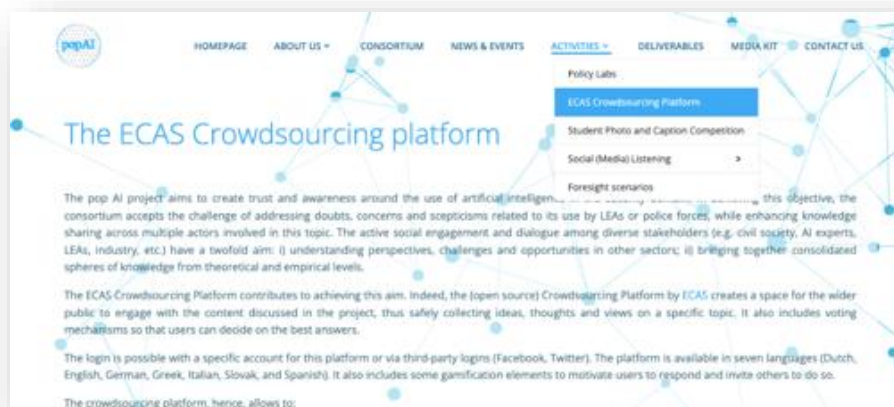 popAI
HOMEPAGE ABOUT US CONSORTIUM NEWS & EVENTS ACTIVITIES DELIVERABLES MEDIA KIT CONTACT US
Policy Labs
ECAS Crowdsourcing Platform
Student Photo and Caption Competition
Social (Media) Listening >
Foresight scenarios
The ECAS Crowdsourcing platform
The pop AI project aims to create trust and awareness around the use of artificial intelligence this objective, the
consortium accepts the challenge of addressing doubts, concerns and scepticisms related to its use by LEAs or police forces, while enhancing knowledge
sharing across multiple actors involved in this topic. The active social engagement and dialogue among diverse stakeholders (e.g. civil society, AI experts,
LEAs, industry, etc.) have a twofold aim: i) understanding perspectives, challenges and opportunities in other sectors; ii) bringing together consolidated
spheres of knowledge from theoretical and empirical levels.
The ECAS Crowdsourcing Platform contributes to achieving this aim. Indeed, the (open source) Crowdsourcing Platform by ECAS creates a space for the wider
public to engage with the content discussed in the project, thus safely collecting ideas, thoughts and views on a specific topic. It also includes voting
mechanisms so that users can decide on the best answers.
The login is possible with a specific account for this platform or via third-party logins (Facebook, Twitter). The platform is available in seven languages (Dutch,
English, German, Greek, Italian, Slovak, and Spanish). It also includes some gamification elements to motivate users to respond and invite others to do so.
The crowdsourcing platform, hence, allows to: